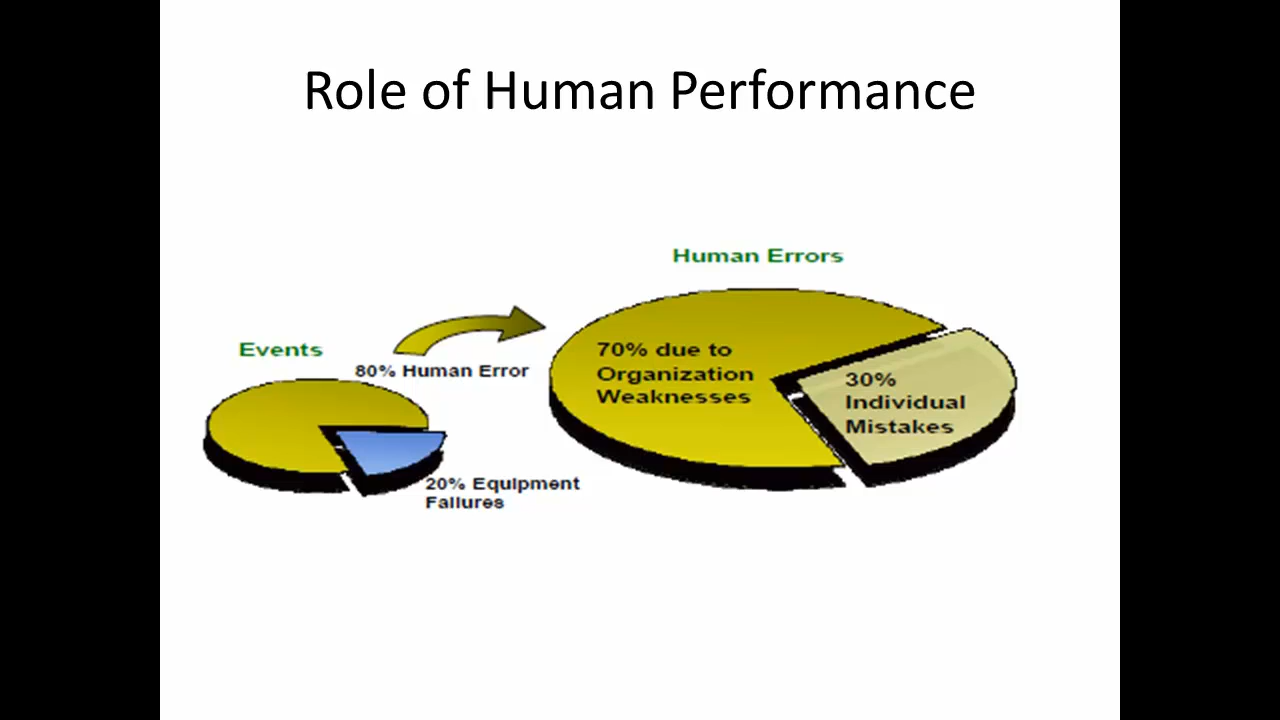 Role of Human Performance
Human Errors
Events
80% Human Error
70% due to
Organization
Weaknesses
30%
Individual
Mistakes
20% Equipment
Failures